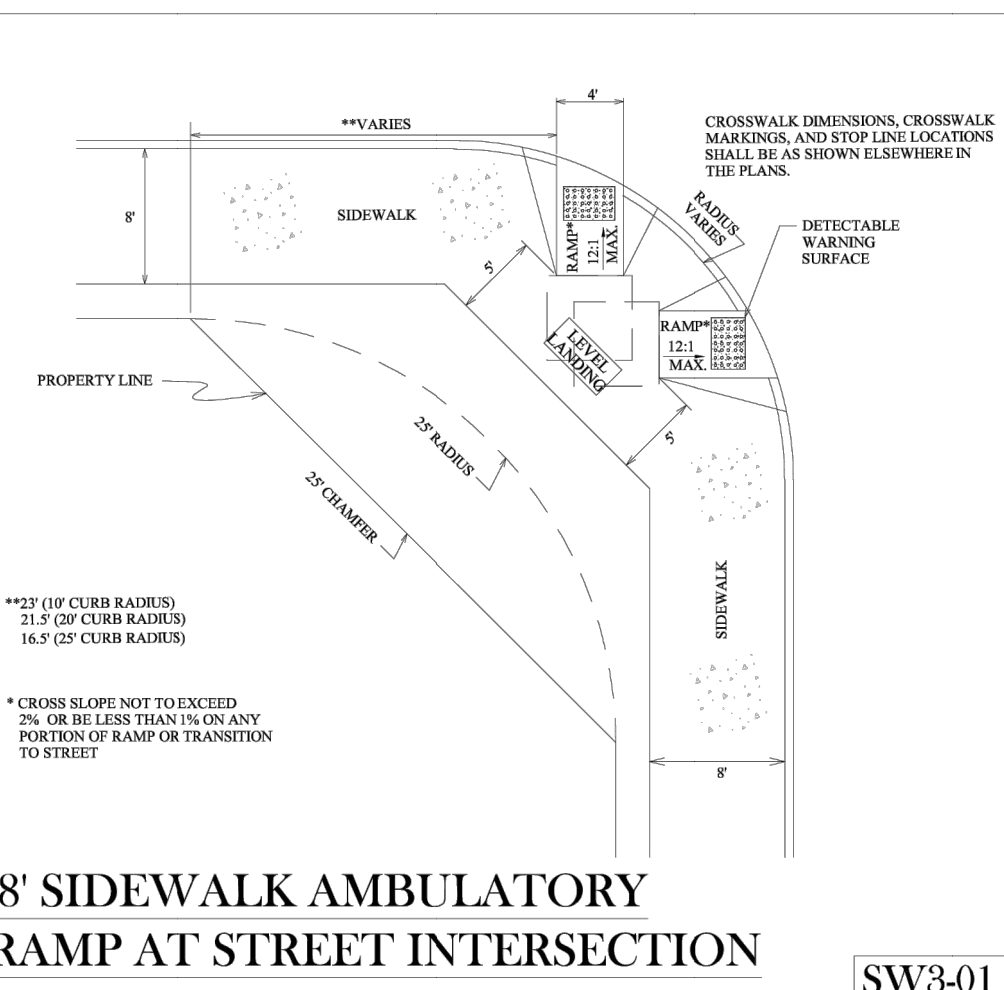 4'
**VARIES
CROSSWALK DIMENSIONS, CROSSWALK
MARKINGS, AND STOP LINE LOCATIONS
SHALL BE AS SHOWN ELSEWHERE IN
THE PLANS.
8'
SIDEWALK
RAMP*
12:1
MAX.
RADIUS
VARIES
DETECTABLE
WARNING
SURFACE
5'
RAMP*
12:1
MAX.
LEVEL
LANDING
PROPERTY LINE
5'
25' RADIUS
25' CHAMFER
SIDEWALK
**23' (10' CURB RADIUS)
21.5' (20' CURB RADIUS)
16.5' (25' CURB RADIUS)
* CROSS SLOPE NOT TO EXCEED
2% OR BE LESS THAN 1% ON ANY
PORTION OF RAMP OR TRANSITION
TO STREET
8'
8' SIDEWALK AMBULATORY
RAMP AT STREET INTERSECTION
SW3-01